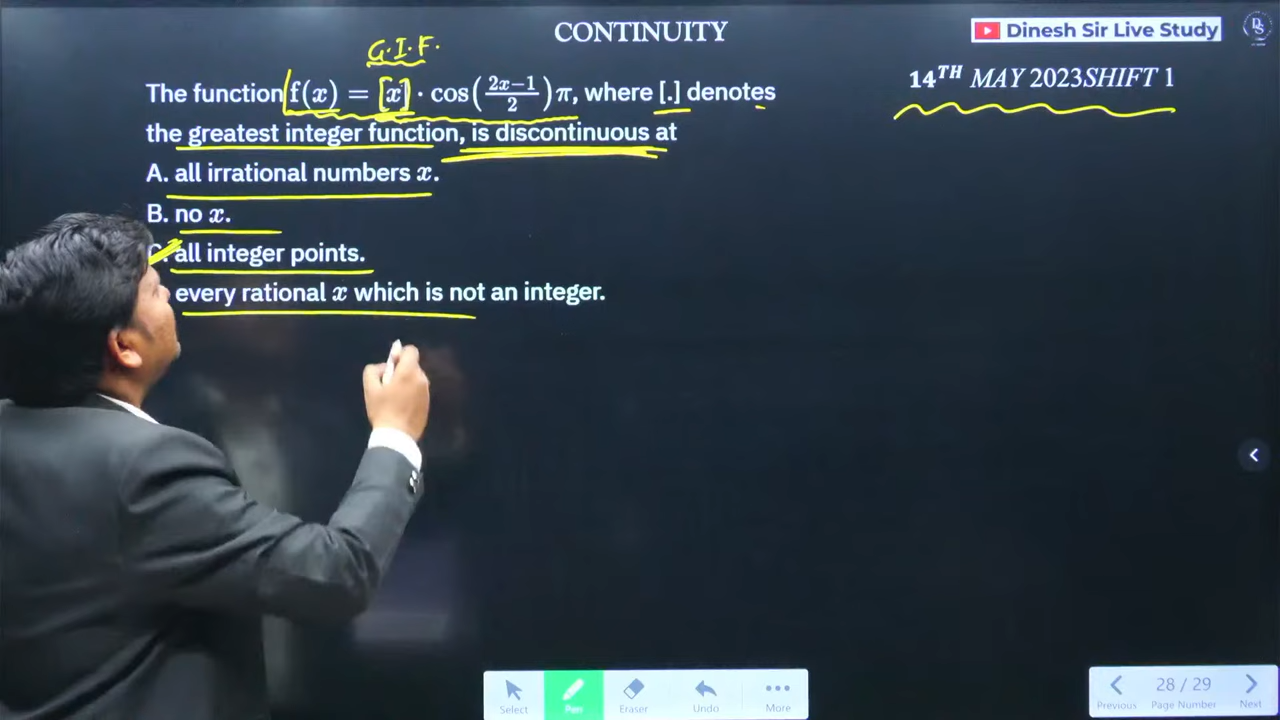 CONTINUITY
Dinesh Sir Live Study
DS
G.I.F.
14ᵀᴴ MAY 2023SHIFT 1
The function f(x) = [x] · cos((2x−1)/2)π, where [.] denotes
the greatest integer function, is discontinuous at
A. all irrational numbers x.
B. no x.
all integer points.
every rational x which is not an integer.
Select
Pen
Eraser
Undo
More
Previous
28 / 29
Page Number
Next